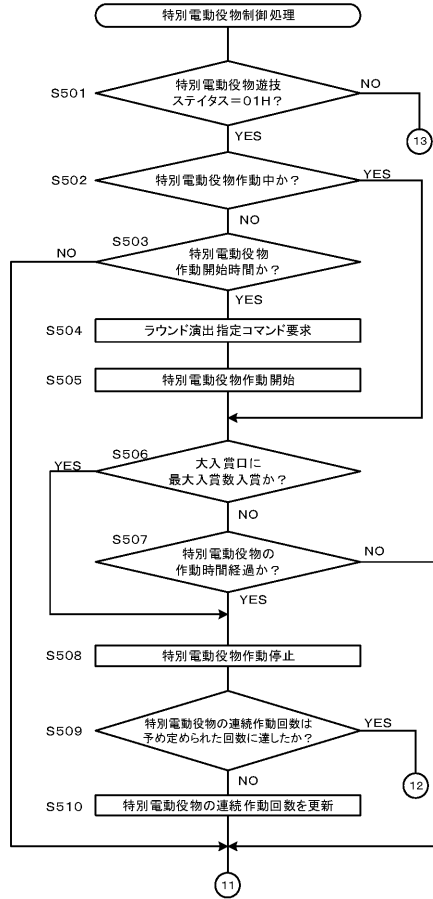 特別電動役物制御処理
S501
特別電動役物遊技
ステイタス=01H?
NO
13
YES
S502
特別電動役物作動中か?
YES
NO
S503
特別電動役物
作動開始時間か?
NO
YES
S504
ラウンド演出指定コマンド要求
S505
特別電動役物作動開始
S506
大入賞口に
最大入賞数入賞か?
YES
NO
S507
特別電動役物の
作動時間経過か?
NO
YES
S508
特別電動役物作動停止
S509
特別電動役物の連続作動回数は
予め定められた回数に達したか?
YES
12
NO
S510
特別電動役物の連続作動回数を更新
11